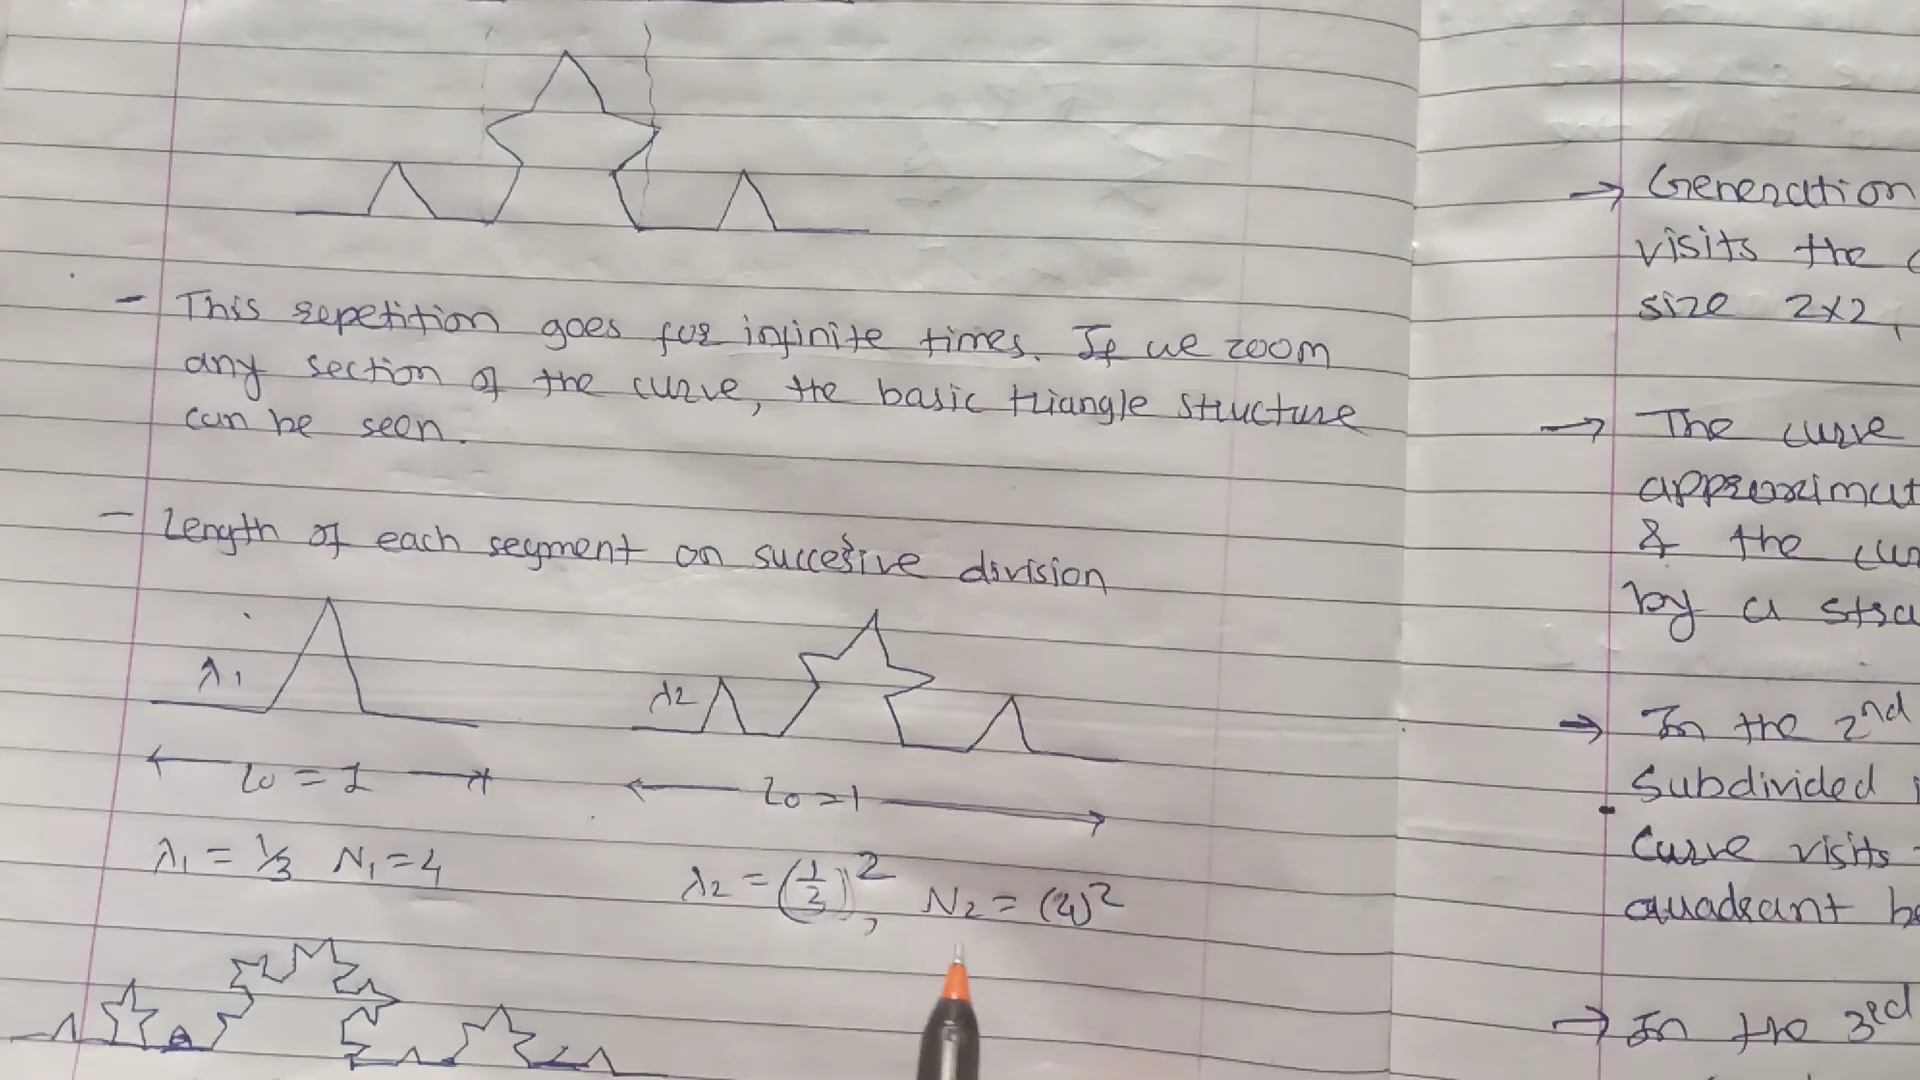 - This repetition goes for infinite times. If we zoom
any section of the curve, the basic triangle structure
can be seen.
- Length of each segment on succesive division
λ1
λ2
L0 = 1
L0 = 1
λ1 = 1/3 N1 = 4
λ2 = (1/3)^2, N2 = (4)^2
→ Generation
visits the
size 2x2,
→ The curve
approximat
& the cu
by a stra
→ In the 2nd
Subdivided i
Curve visits
quadrant be
→ In the 3rd